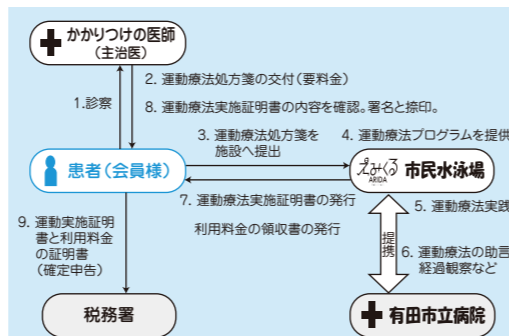 かかりつけの医師
(主治医)
1.診察
2. 運動療法処方箋の交付(要料金)
8. 運動療法実施証明書の内容を確認。署名と捺印。
3. 運動療法処方箋を
施設へ提出
4. 運動療法プログラムを提供
患者(会員様)
えみくる
ARIDA
市民水泳場
7. 運動療法実施証明書の発行
利用料金の領収書の発行
5. 運動療法実践
9. 運動実施証明
書と利用料金
の証明書
(確定申告)
提携
6. 運動療法の助言
経過観察など
税務署
有田市立病院